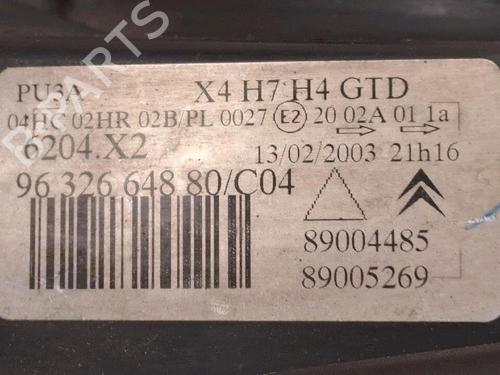 PU3A X4 H7 H4 GTD
04HC 02HR 02B/PL 0027 E2 20 02A 01 1a
6204.X2 13/02/2003 21h16
96 326 648 80/C04
89004485
89005269
B-PARTS